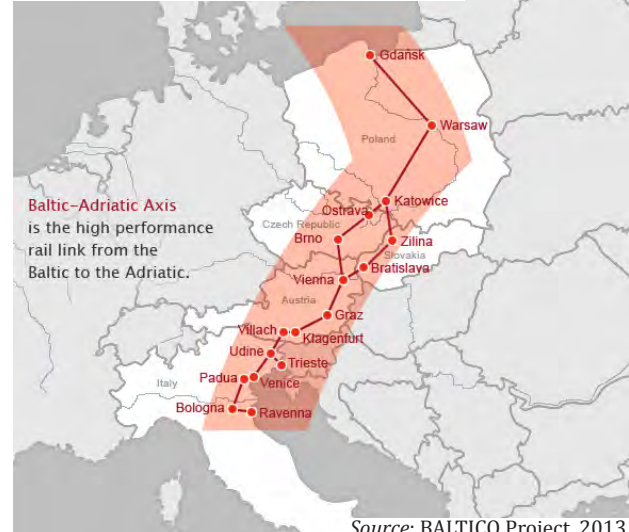 Gdańsk
Warsaw
Poland
Katowice
Ostrava
Czech Republic
Brno
Zilina
Slovakia
Bratislava
Vienna
Austria
Graz
Villach
Klagenfurt
Udine
Trieste
Italy
Padua
Venice
Bologna
Ravenna
Baltic-Adriatic Axis
is the high performance
rail link from the
Baltic to the Adriatic.
Source: BALTICO Project, 2013